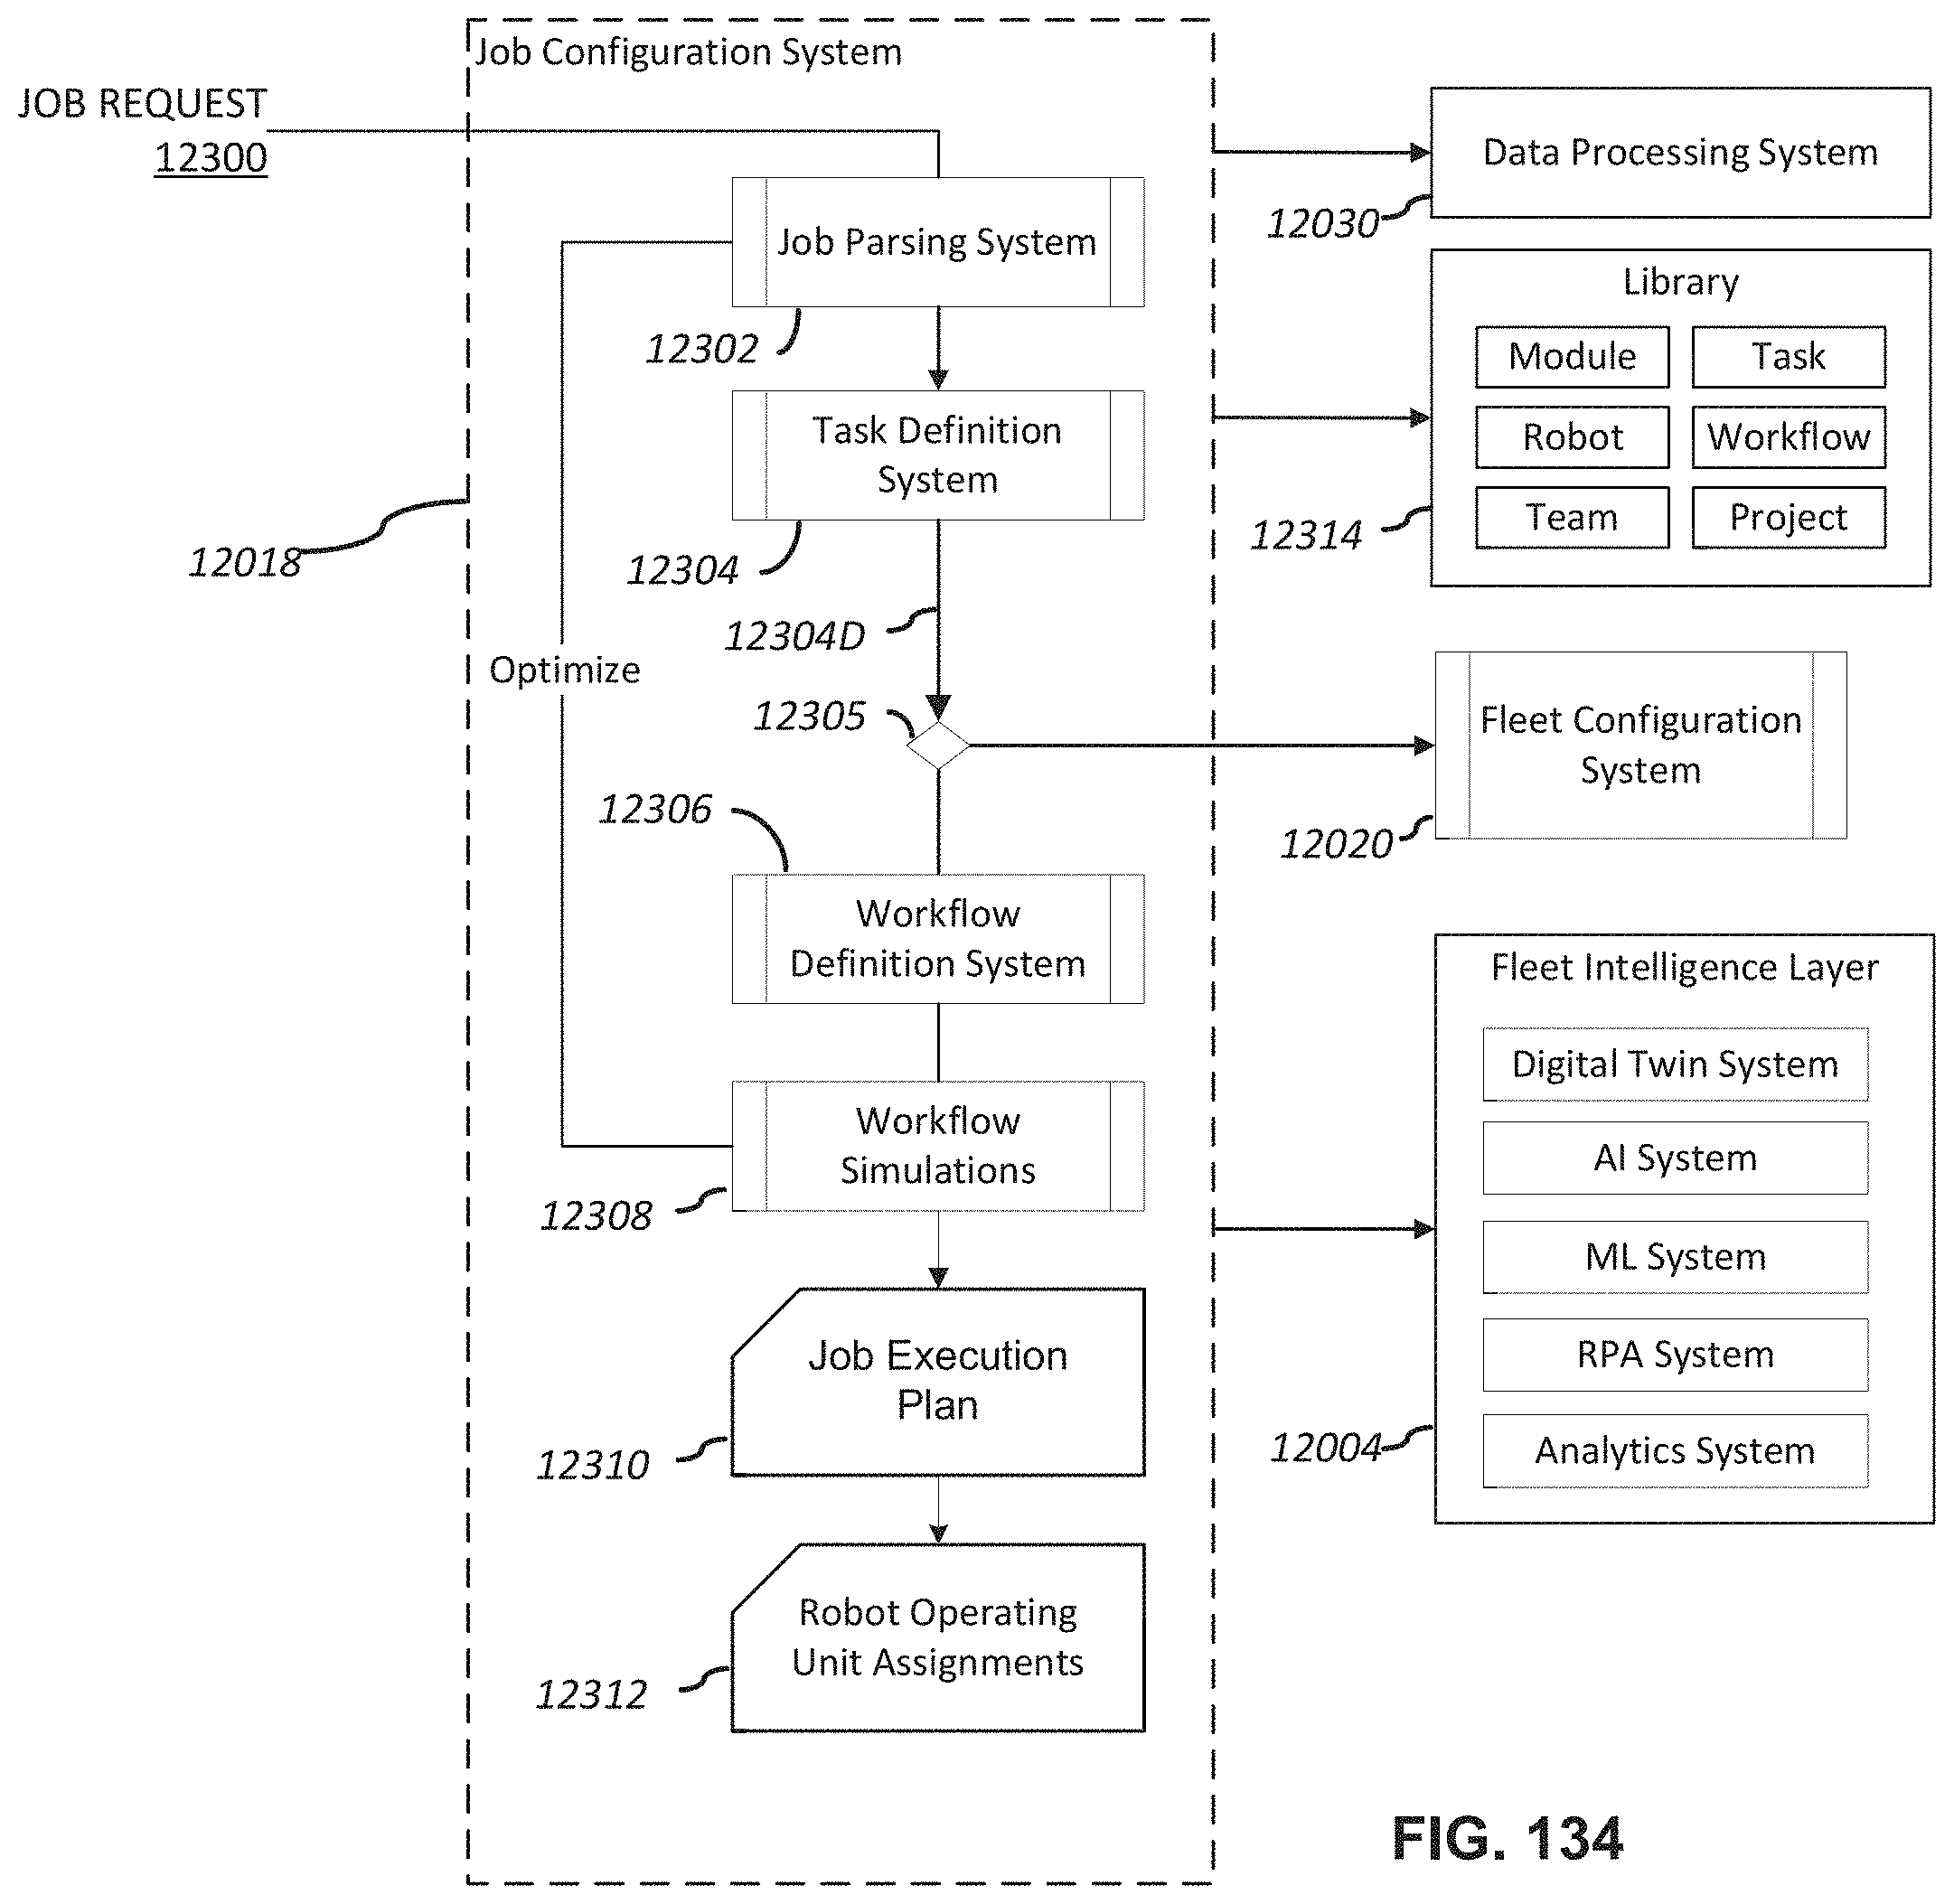 Job Configuration System
JOB REQUEST
12300
Job Parsing System
12302
Task Definition
System
12304
12018
12304D
Optimize
12305
12306
Workflow
Definition System
Workflow
Simulations
12308
Job Execution
Plan
12310
Robot Operating
Unit Assignments
12312
Data Processing System
12030
Library
Module
Task
Robot
Workflow
Team
Project
12314
Fleet Configuration
System
12020
Fleet Intelligence Layer
Digital Twin System
AI System
ML System
RPA System
Analytics System
12004
FIG. 134